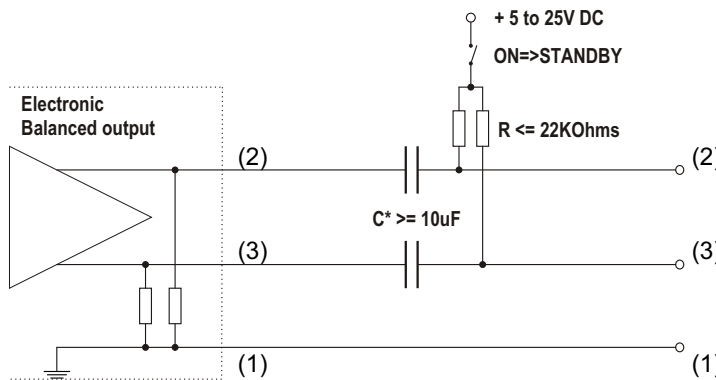 + 5 to 25V DC
ON=>STANDBY
Electronic
Balanced output
R <= 22KOhms
(2)
(2)
C* >= 10uF
(3)
(3)
(1)
(1)